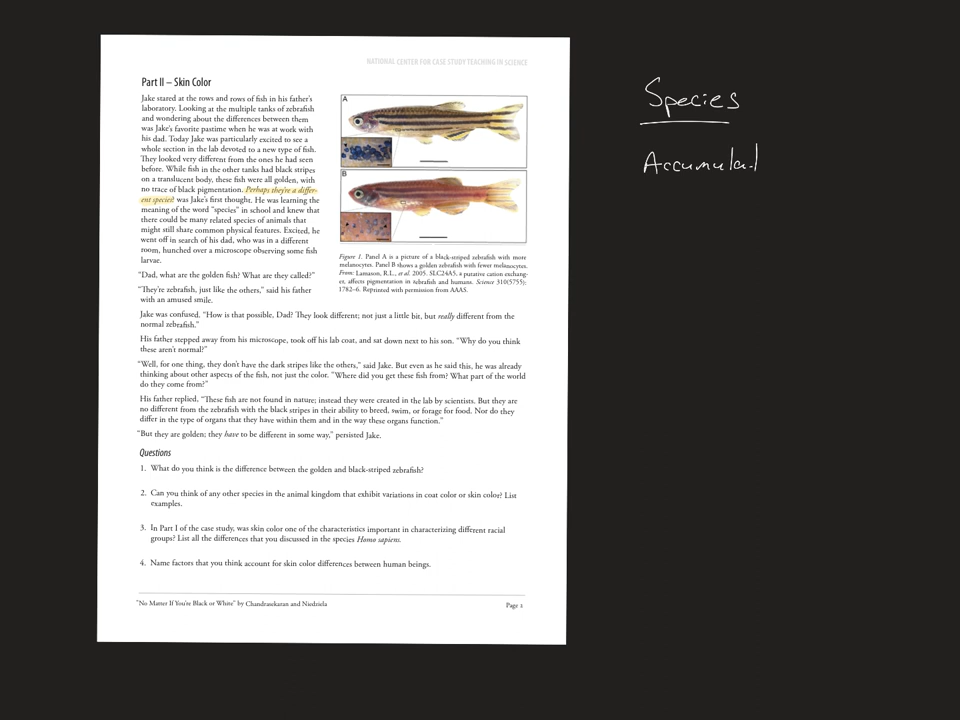 NATIONAL CENTER FOR CASE STUDY TEACHING IN SCIENCE
Part II – Skin Color
Jake stared at the rows and rows of fish in his father's
laboratory. Looking at the multiple tanks of zebrafish
and wondering about the differences between them
was Jake's favorite pastime when he was at work with
his dad. Today Jake was particularly excited to see a
whole section in the lab devoted to a new type of fish.
They looked very different from the ones he had seen
before. While fish in the other tanks had black stripes
on a translucent body, these fish were all golden, with
no trace of black pigmentation. Perhaps they're a differ-
ent species? was Jake's first thought. He was learning the
meaning of the word "species" in school and knew that
there could be many related species of animals that
might still share common physical features. Excited, he
went off in search of his dad, who was in a different
room, hunched over a microscope observing some fish
larvae.
A
B
Figure 1. Panel A is a picture of a black-striped zebrafish with more
melanocytes. Panel B shows a golden zebrafish with fewer melanocytes.
From: Lamason, R.L., et al. 2005. SLC24A5, a putative cation exchang-
er, affects pigmentation in zebrafish and humans. Science 310(5755):
1782–6. Reprinted with permission from AAAS.
"Dad, what are the golden fish? What are they called?"
"They're zebrafish, just like the others," said his father
with an amused smile.
Jake was confused. "How is that possible, Dad? They look different; not just a little bit, but really different from the
normal zebrafish."
His father stepped away from his microscope, took off his lab coat, and sat down next to his son. "Why do you think
these aren't normal?"
"Well, for one thing, they don't have the dark stripes like the others," said Jake. But even as he said this, he was already
thinking about other aspects of the fish, not just the color. "Where did you get these fish from? What part of the world
do they come from?"
His father replied, "These fish are not found in nature; instead they were created in the lab by scientists. But they are
no different from the zebrafish with the black stripes in their ability to breed, swim, or forage for food. Nor do they
differ in the type of organs that they have within them and in the way these organs function."
"But they are golden; they have to be different in some way," persisted Jake.
Questions
1. What do you think is the difference between the golden and black-striped zebrafish?
2. Can you think of any other species in the animal kingdom that exhibit variations in coat color or skin color? List
examples.
3. In Part I of the case study, was skin color one of the characteristics important in characterizing different racial
groups? List all the differences that you discussed in the species Homo sapiens.
4. Name factors that you think account for skin color differences between human beings.
"No Matter If You're Black or White" by Chandrasekaran and Niedziela
Page 2
Species